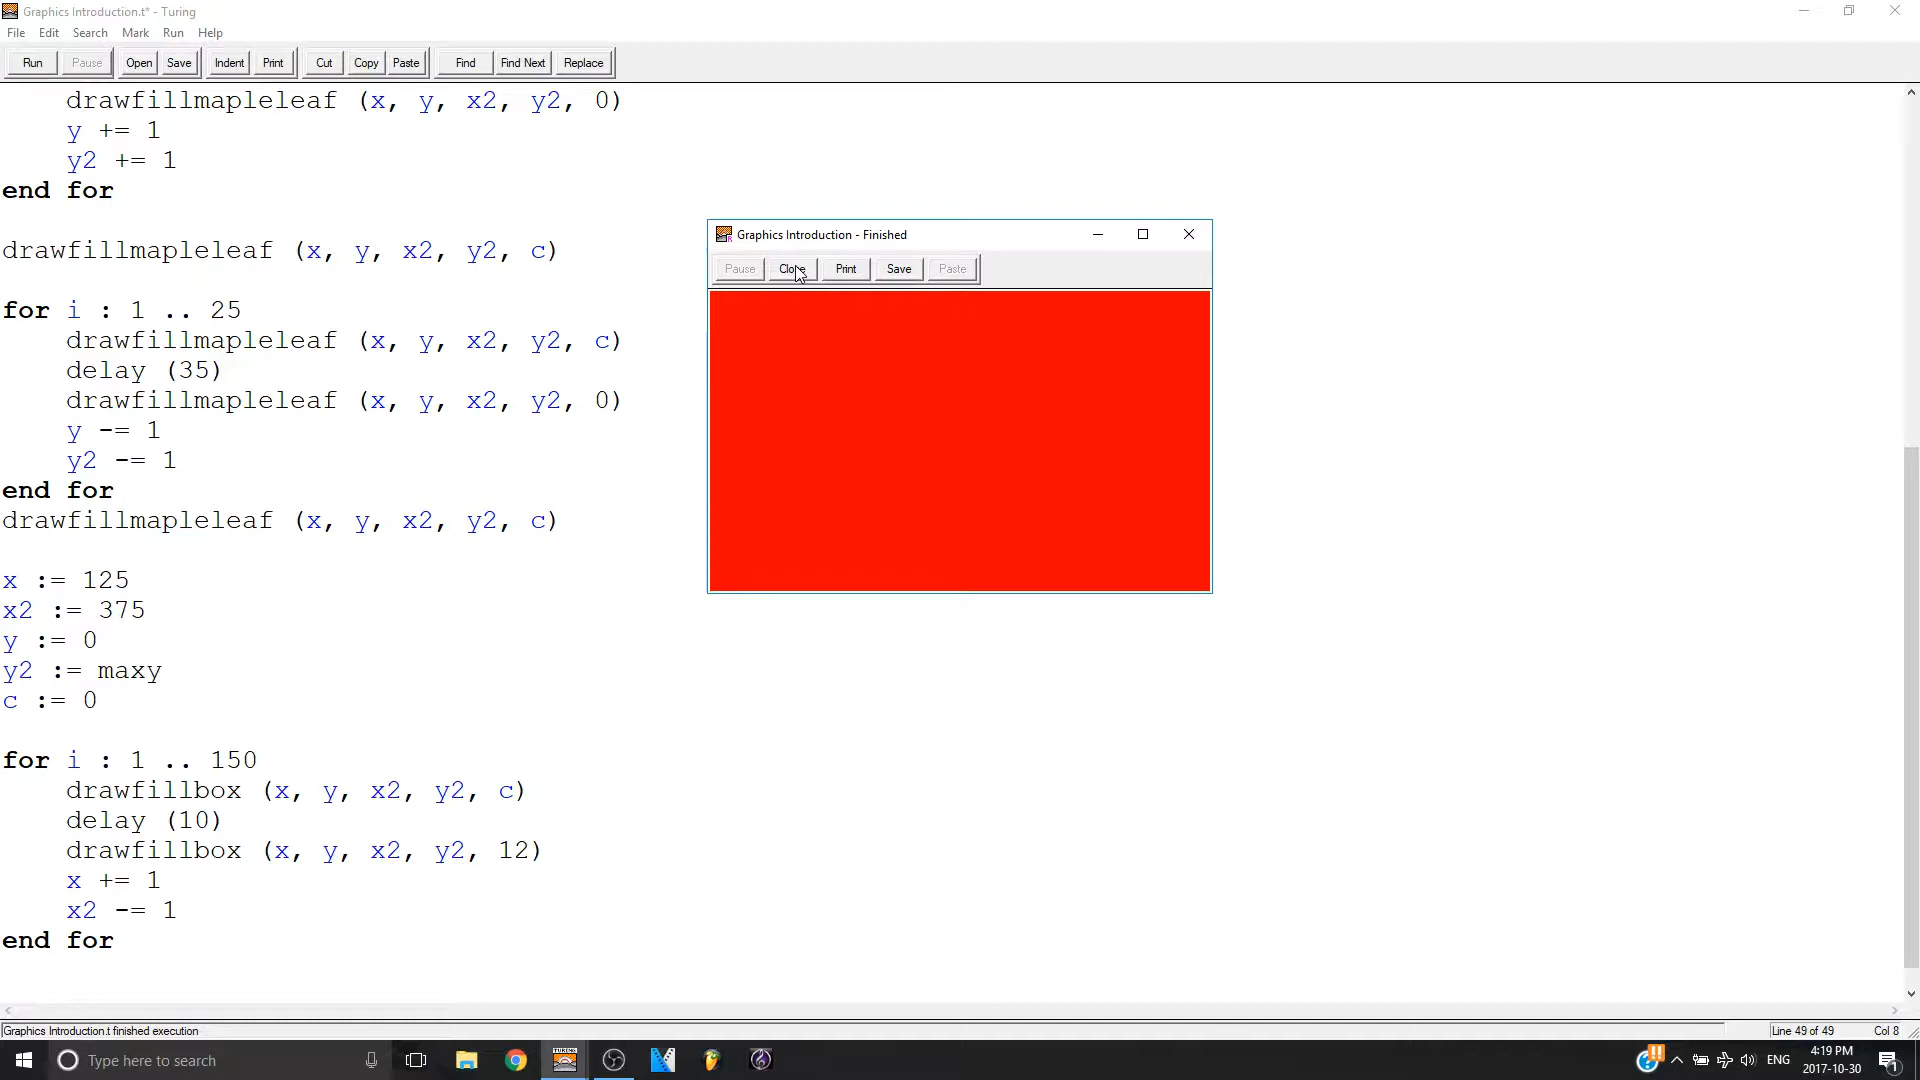 Graphics Introduction.t* - Turing
File Edit Search Mark Run Help
Run Pause Open Save Indent Print Cut Copy Paste Find Find Next Replace
drawfillmapleleaf (x, y, x2, y2, 0)
y += 1
y2 += 1
end for
drawfillmapleleaf (x, y, x2, y2, c)
for i : 1 .. 25
drawfillmapleleaf (x, y, x2, y2, c)
delay (35)
drawfillmapleleaf (x, y, x2, y2, 0)
y -= 1
y2 -= 1
end for
drawfillmapleleaf (x, y, x2, y2, c)
x := 125
x2 := 375
y := 0
y2 := maxy
c := 0
for i : 1 .. 150
drawfillbox (x, y, x2, y2, c)
delay (10)
drawfillbox (x, y, x2, y2, 12)
x += 1
x2 -= 1
end for
Graphics Introduction - Finished
Pause Close Print Save Paste
Graphics Introduction.t finished execution
Line 49 of 49 Col 8
Type here to search
TURING
ENG
4:19 PM
2017-10-30
1